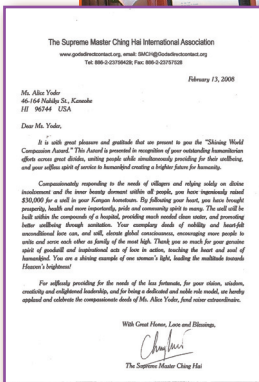 The Supreme Master Ching Hai International Association
www.godsdirectcontact.org, email: SMCH@Godsdirectcontact.org
Tel: 886-2-23758429; Fax: 886-2-23757528
February 13, 2008
Ms. Alice Yoder
46-164 Nahiku St., Kaneohe
HI 96744 USA
Dear Ms. Yoder,
It is with great pleasure and gratitude that we present to you the "Shining World
Compassion Award." This Award is presented in recognition of your outstanding humanitarian
efforts across great divides, uniting people while simultaneously providing for their wellbeing,
and your selfless spirit of service to humankind creating a brighter future for humanity.
Compassionately responding to the needs of villagers and relying solely on divine
involvement and the inner beauty dormant within all people, you have ingeniously raised
$30,000 for a well in your Kenyan hometown. By following your heart, you have brought
prosperity, health and more importantly, pride and community spirit to many. The well will be
built within the compounds of a hospital, providing much needed clean water, and promoting
better wellbeing through sanitation. Your exemplary deeds of nobility and heart-felt
unconditional love can, and will, elevate global consciousness, encouraging more people to
unite and serve each other as family of the most high. Thank you so much for your genuine
spirit of goodwill and inspirational acts of love in action, touching the heart and soul of
humankind. You are a shining example of one woman's light, leading the multitude towards
Heaven's brightness!
For selflessly providing for the needs of the less fortunate, for your vision, wisdom,
creativity and enlightened leadership, and for being a dedicated and noble role model, we hereby
applaud and celebrate the compassionate deeds of Ms. Alice Yoder, fund raiser extraordinaire.
With Great Honor, Love and Blessings,
The Supreme Master Ching Hai